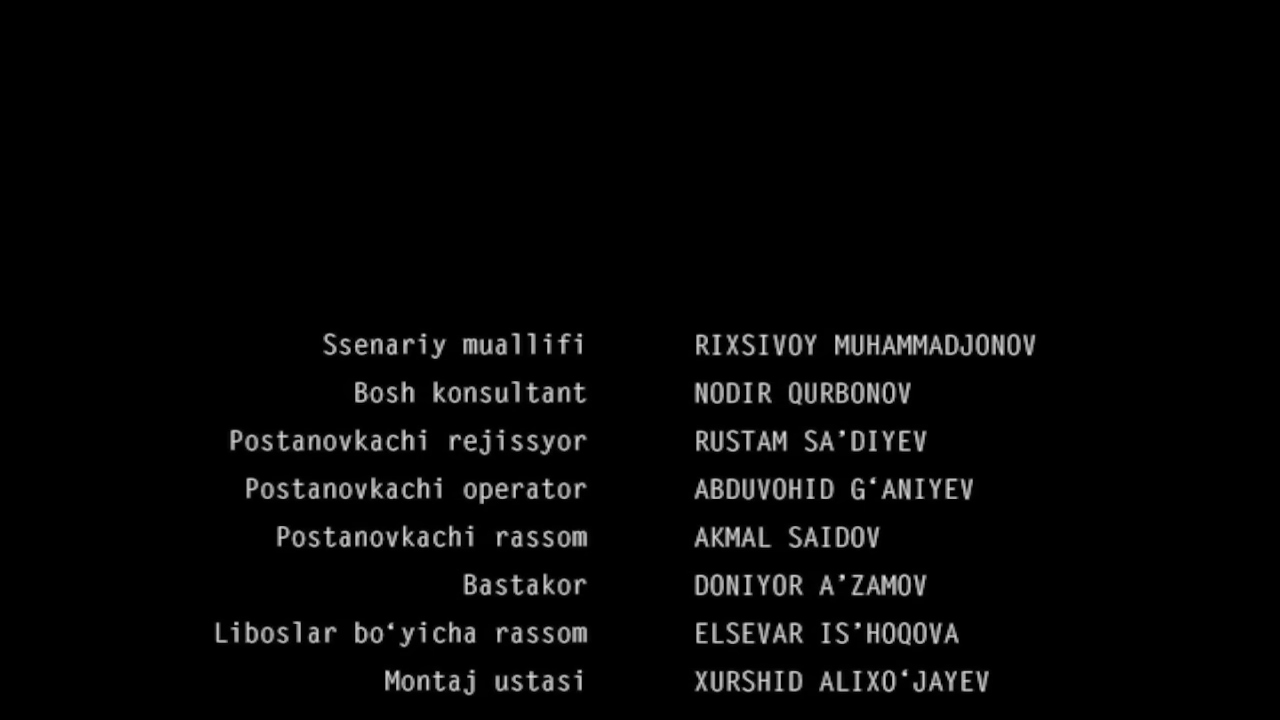 Ssenariy muallifi RIXSIVOY MUHAMMADJONOV
Bosh konsultant NODIR QURBONOV
Postanovkachi rejissyor RUSTAM SA’DIYEV
Postanovkachi operator ABDUVOHID G‘ANIYEV
Postanovkachi rassom AKMAL SAIDOV
Bastakor DONIYOR A’ZAMOV
Liboslar bo‘yicha rassom ELSEVAR IS’HOQOVA
Montaj ustasi XURSHID ALIXO‘JAYEV